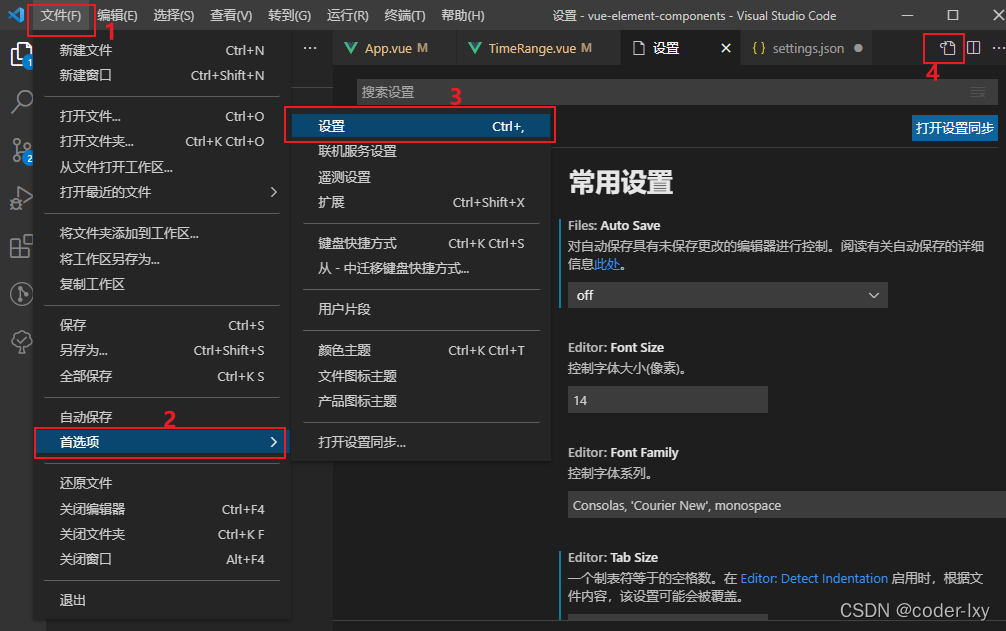 文件(F) 编辑(E) 选择(S) 查看(V) 转到(G) 运行(R) 终端(T) 帮助(H) 设置 - vue-element-components - Visual Studio Code
1
新建文件 Ctrl+N
新建窗口 Ctrl+Shift+N
打开文件... Ctrl+O
打开文件夹... Ctrl+K Ctrl+O
从文件打开工作区...
打开最近的文件
将文件夹添加到工作区...
将工作区另存为...
复制工作区
保存 Ctrl+S
另存为... Ctrl+Shift+S
全部保存 Ctrl+K S
自动保存
2
首选项
还原文件
关闭编辑器 Ctrl+F4
关闭文件夹 Ctrl+K F
关闭窗口 Alt+F4
退出
1
2
3
设置 Ctrl+,
联机服务设置
遥测设置
扩展 Ctrl+Shift+X
键盘快捷方式 Ctrl+K Ctrl+S
从 - 中迁移键盘快捷方式...
用户片段
颜色主题 Ctrl+K Ctrl+T
文件图标主题
产品图标主题
打开设置同步...
App.vue M TimeRange.vue M 设置 {} settings.json
4
搜索设置
打开设置同步
常用设置
Files: Auto Save
对自动保存具有未保存更改的编辑器进行控制。阅读有关自动保存的详细
信息此处。
off
Editor: Font Size
控制字体大小(像素)。
14
Editor: Font Family
控制字体系列。
Consolas, 'Courier New', monospace
Editor: Tab Size
一个制表符等于的空格数。在 Editor: Detect Indentation 启用时，根据文
件内容，该设置可能会被覆盖。
CSDN @coder-lxy